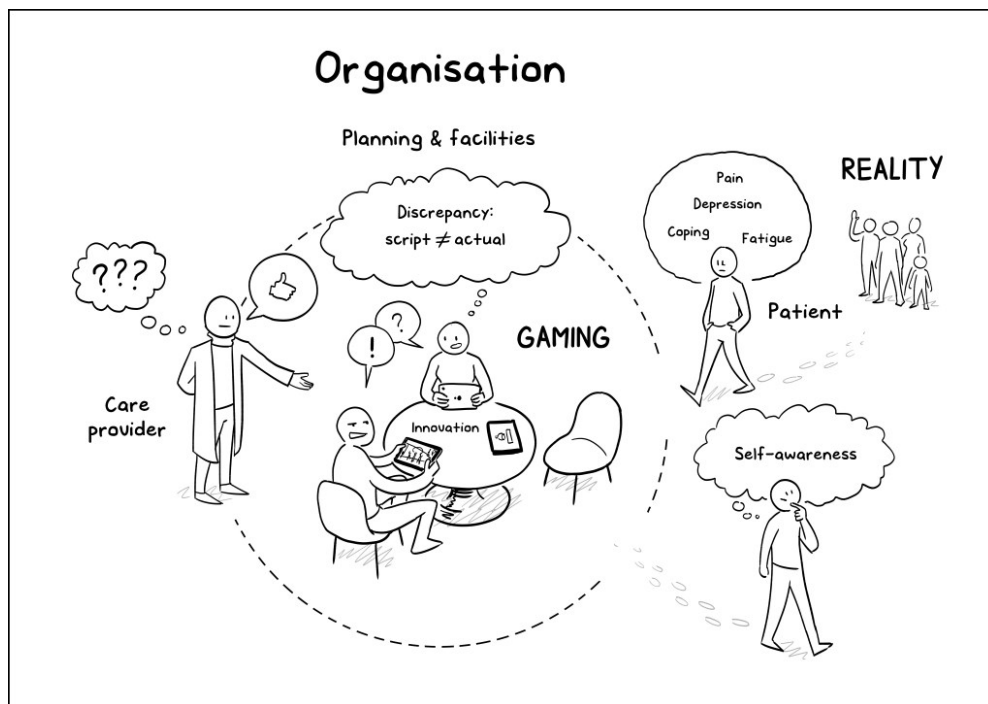 Organisation
Planning & facilities
Discrepancy:
script ≠ actual
???
Care
provider
!
?
GAMING
Innovation
Pain
Depression
Coping
Fatigue
REALITY
Patient
Self-awareness